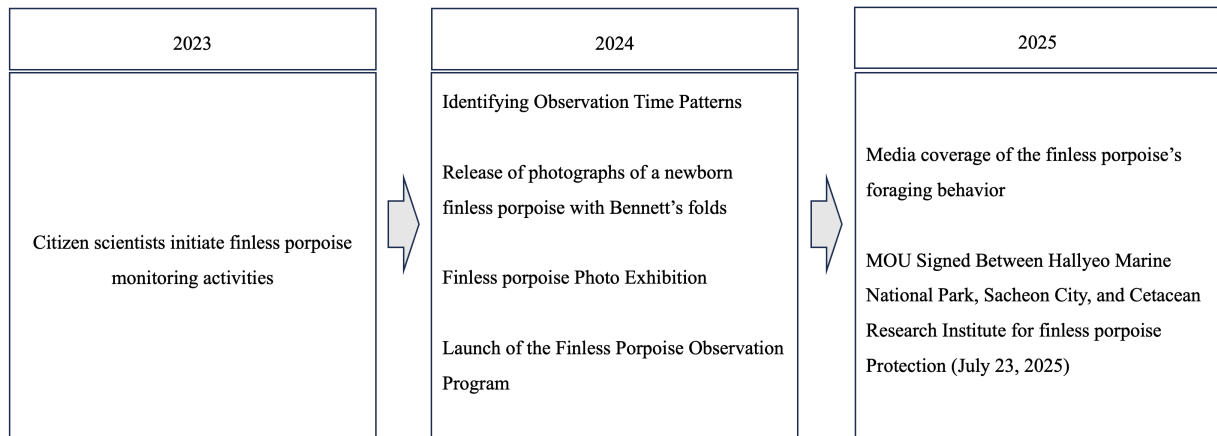 2023
Citizen scientists initiate finless porpoise
monitoring activities
2024
Identifying Observation Time Patterns
Release of photographs of a newborn
finless porpoise with Bennett's folds
Finless porpoise Photo Exhibition
Launch of the Finless Porpoise Observation
Program
2025
Media coverage of the finless porpoise's
foraging behavior
MOU Signed Between Hallyeo Marine
National Park, Sacheon City, and Cetacean
Research Institute for finless porpoise
Protection (July 23, 2025)